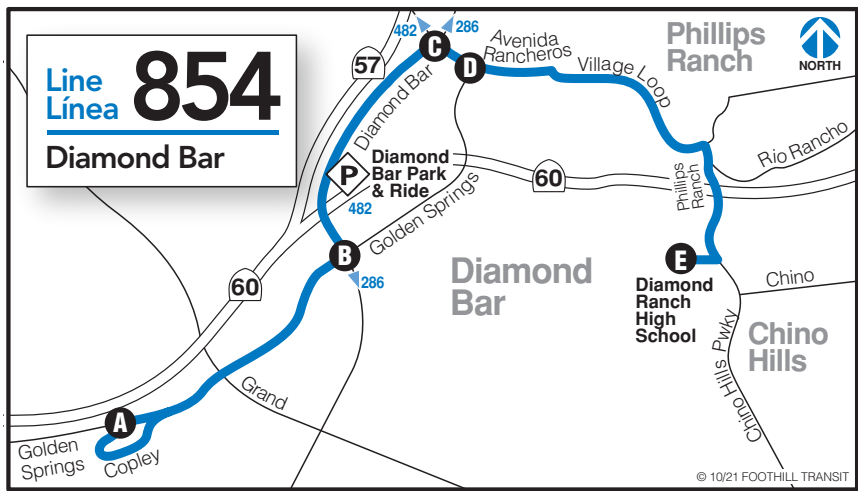 Line
Línea
854
Diamond Bar
482
286
57
C
D
Avenida
Rancheros
Village Loop
Phillips
Ranch
NORTH
Diamond Bar
P
Diamond
Bar Park
& Ride
482
60
Rio Rancho
Phillips
Ranch
Golden Springs
B
286
60
Diamond
Bar
E
Diamond
Ranch
High
School
Chino
Chino
Hills
Chino Hills Pwky
Grand
A
Golden
Springs
Copley
© 10/21 FOOTHILL TRANSIT